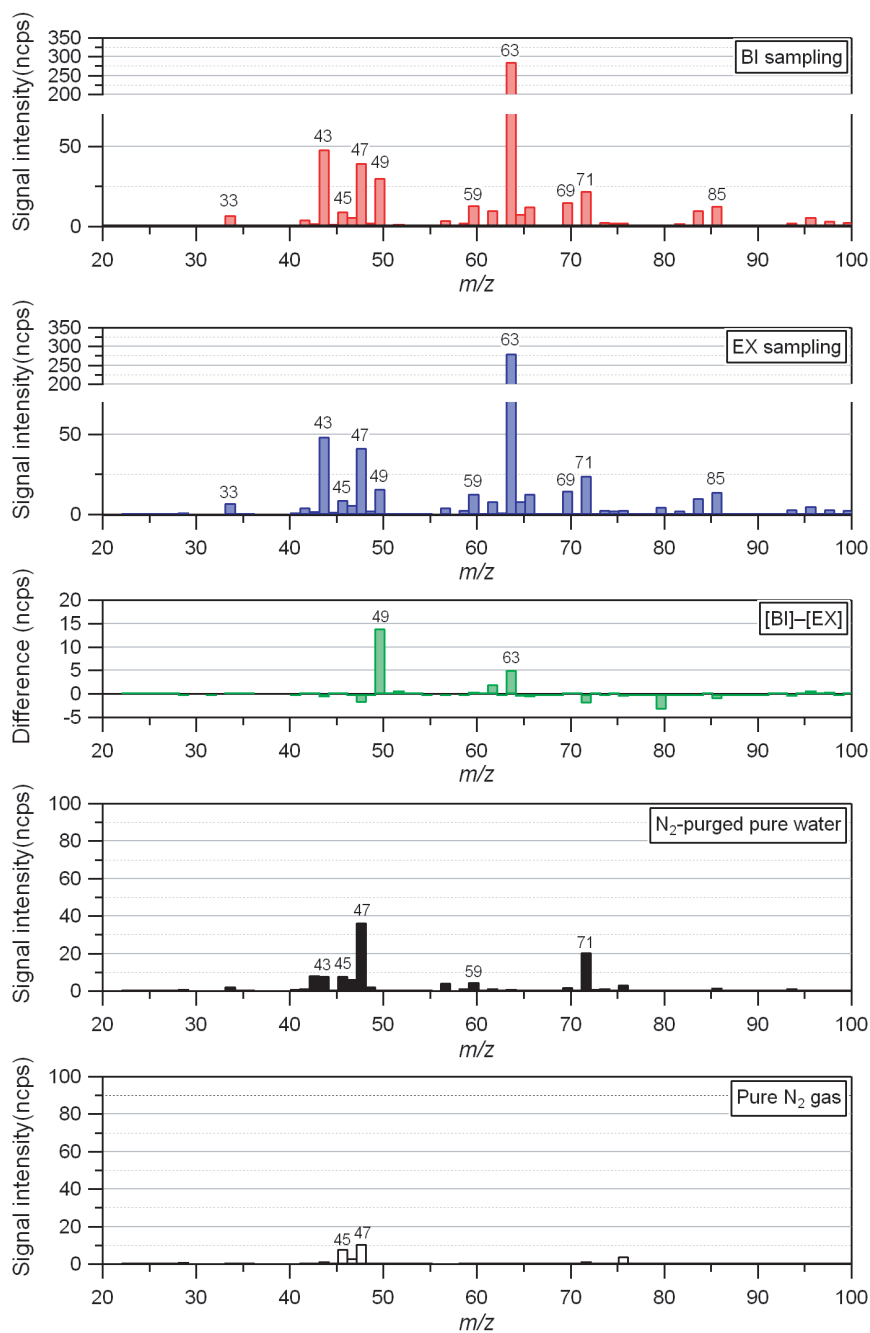 Signal intensity(ncps)
350
300
250
200
50
0
BI sampling
33
43
45
47
49
59
63
69
71
85
20 30 40 50 60 70 80 90 100
m/z
Signal intensity(ncps)
350
300
250
200
50
0
EX sampling
33
43
45
47
49
59
63
69
71
85
20 30 40 50 60 70 80 90 100
m/z
Difference (ncps)
20
15
10
5
0
-5
[BI]–[EX]
49
63
20 30 40 50 60 70 80 90 100
m/z
Signal intensity(ncps)
100
80
60
40
20
0
N₂-purged pure water
43
45
47
59
71
20 30 40 50 60 70 80 90 100
m/z
Signal intensity(ncps)
100
80
60
40
20
0
Pure N₂ gas
45
47
20 30 40 50 60 70 80 90 100
m/z